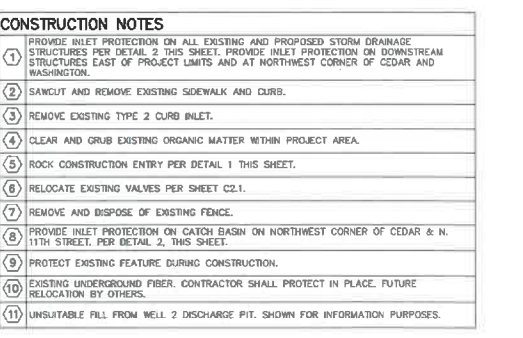 CONSTRUCTION NOTES
1 PROVIDE INLET PROTECTION ON ALL EXISTING AND PROPOSED STORM DRAINAGE
STRUCTURES PER DETAIL 2 THIS SHEET. PROVIDE INLET PROTECTION ON DOWNSTREAM
STRUCTURES EAST OF PROJECT LIMITS AND AT NORTHWEST CORNER OF CEDAR AND
WASHINGTON.
2 SAWCUT AND REMOVE EXISTING SIDEWALK AND CURB.
3 REMOVE EXISTING TYPE 2 CURB INLET.
4 CLEAR AND GRUB EXISTING ORGANIC MATTER WITHIN PROJECT AREA.
5 ROCK CONSTRUCTION ENTRY PER DETAIL 1 THIS SHEET.
6 RELOCATE EXISTING VALVES PER SHEET C2.1.
7 REMOVE AND DISPOSE OF EXISTING FENCE.
8 PROVIDE INLET PROTECTION ON CATCH BASIN ON NORTHWEST CORNER OF CEDAR & N.
11TH STREET. PER DETAIL 2, THIS SHEET.
9 PROTECT EXISTING FEATURE DURING CONSTRUCTION.
10 EXISTING UNDERGROUND FIBER. CONTRACTOR SHALL PROTECT IN PLACE. FUTURE
RELOCATION BY OTHERS.
11 UNSUITABLE FILL FROM WELL 2 DISCHARGE PIT. SHOWN FOR INFORMATION PURPOSES.